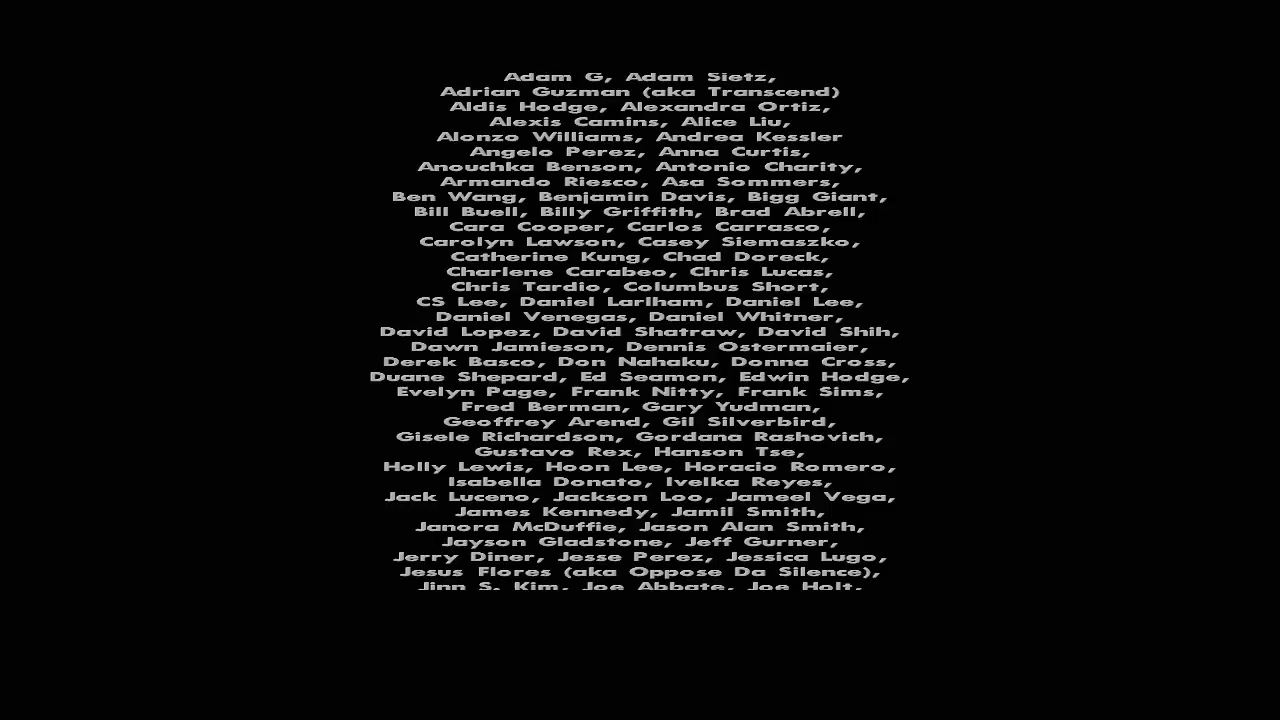 Adam G, Adam Sietz,
Adrian Guzman (aka Transcend)
Aldis Hodge, Alexandra Ortiz,
Alexis Camins, Alice Liu,
Alonzo Williams, Andrea Kessler
Angelo Perez, Anna Curtis,
Anouchka Benson, Antonio Charity,
Armando Riesco, Asa Sommers,
Ben Wang, Benjamin Davis, Bigg Giant,
Bill Buell, Billy Griffith, Brad Abrell,
Cara Cooper, Carlos Carrasco,
Carolyn Lawson, Casey Siemaszko,
Catherine Kung, Chad Doreck,
Charlene Carabeo, Chris Lucas,
Chris Tardio, Columbus Short,
CS Lee, Daniel Larlham, Daniel Lee,
Daniel Venegas, Daniel Whitner,
David Lopez, David Shatraw, David Shih,
Dawn Jamieson, Dennis Ostermaier,
Derek Basco, Don Nahaku, Donna Cross,
Duane Shepard, Ed Seamon, Edwin Hodge,
Evelyn Page, Frank Nitty, Frank Sims,
Fred Berman, Gary Yudman,
Geoffrey Arend, Gil Silverbird,
Gisele Richardson, Gordana Rashovich,
Gustavo Rex, Hanson Tse,
Holly Lewis, Hoon Lee, Horacio Romero,
Isabella Donato, Ivelka Reyes,
Jack Luceno, Jackson Loo, Jameel Vega,
James Kennedy, Jamil Smith,
Janora McDuffie, Jason Alan Smith,
Jayson Gladstone, Jeff Gurner,
Jerry Diner, Jesse Perez, Jessica Lugo,
Jesus Flores (aka Oppose Da Silence),
Jinn S. Kim, Joe Abbate, Joe Holt,